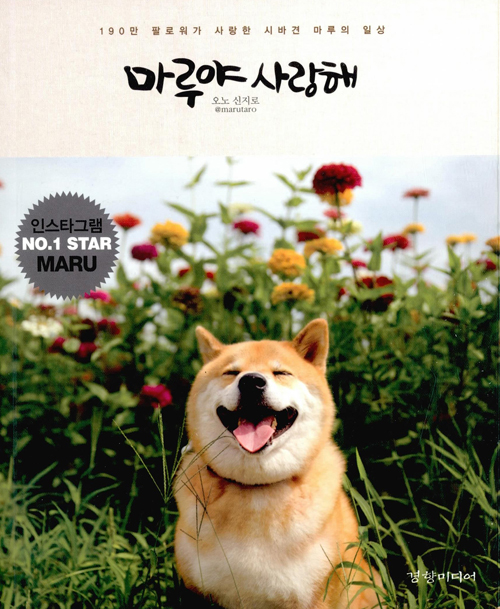 190만 팔로워가 사랑한 시바견 마루의 일상
마루야 사랑해
오노 신지로
@marutaro
인스타그램
NO.1 STAR
MARU
경향미디어